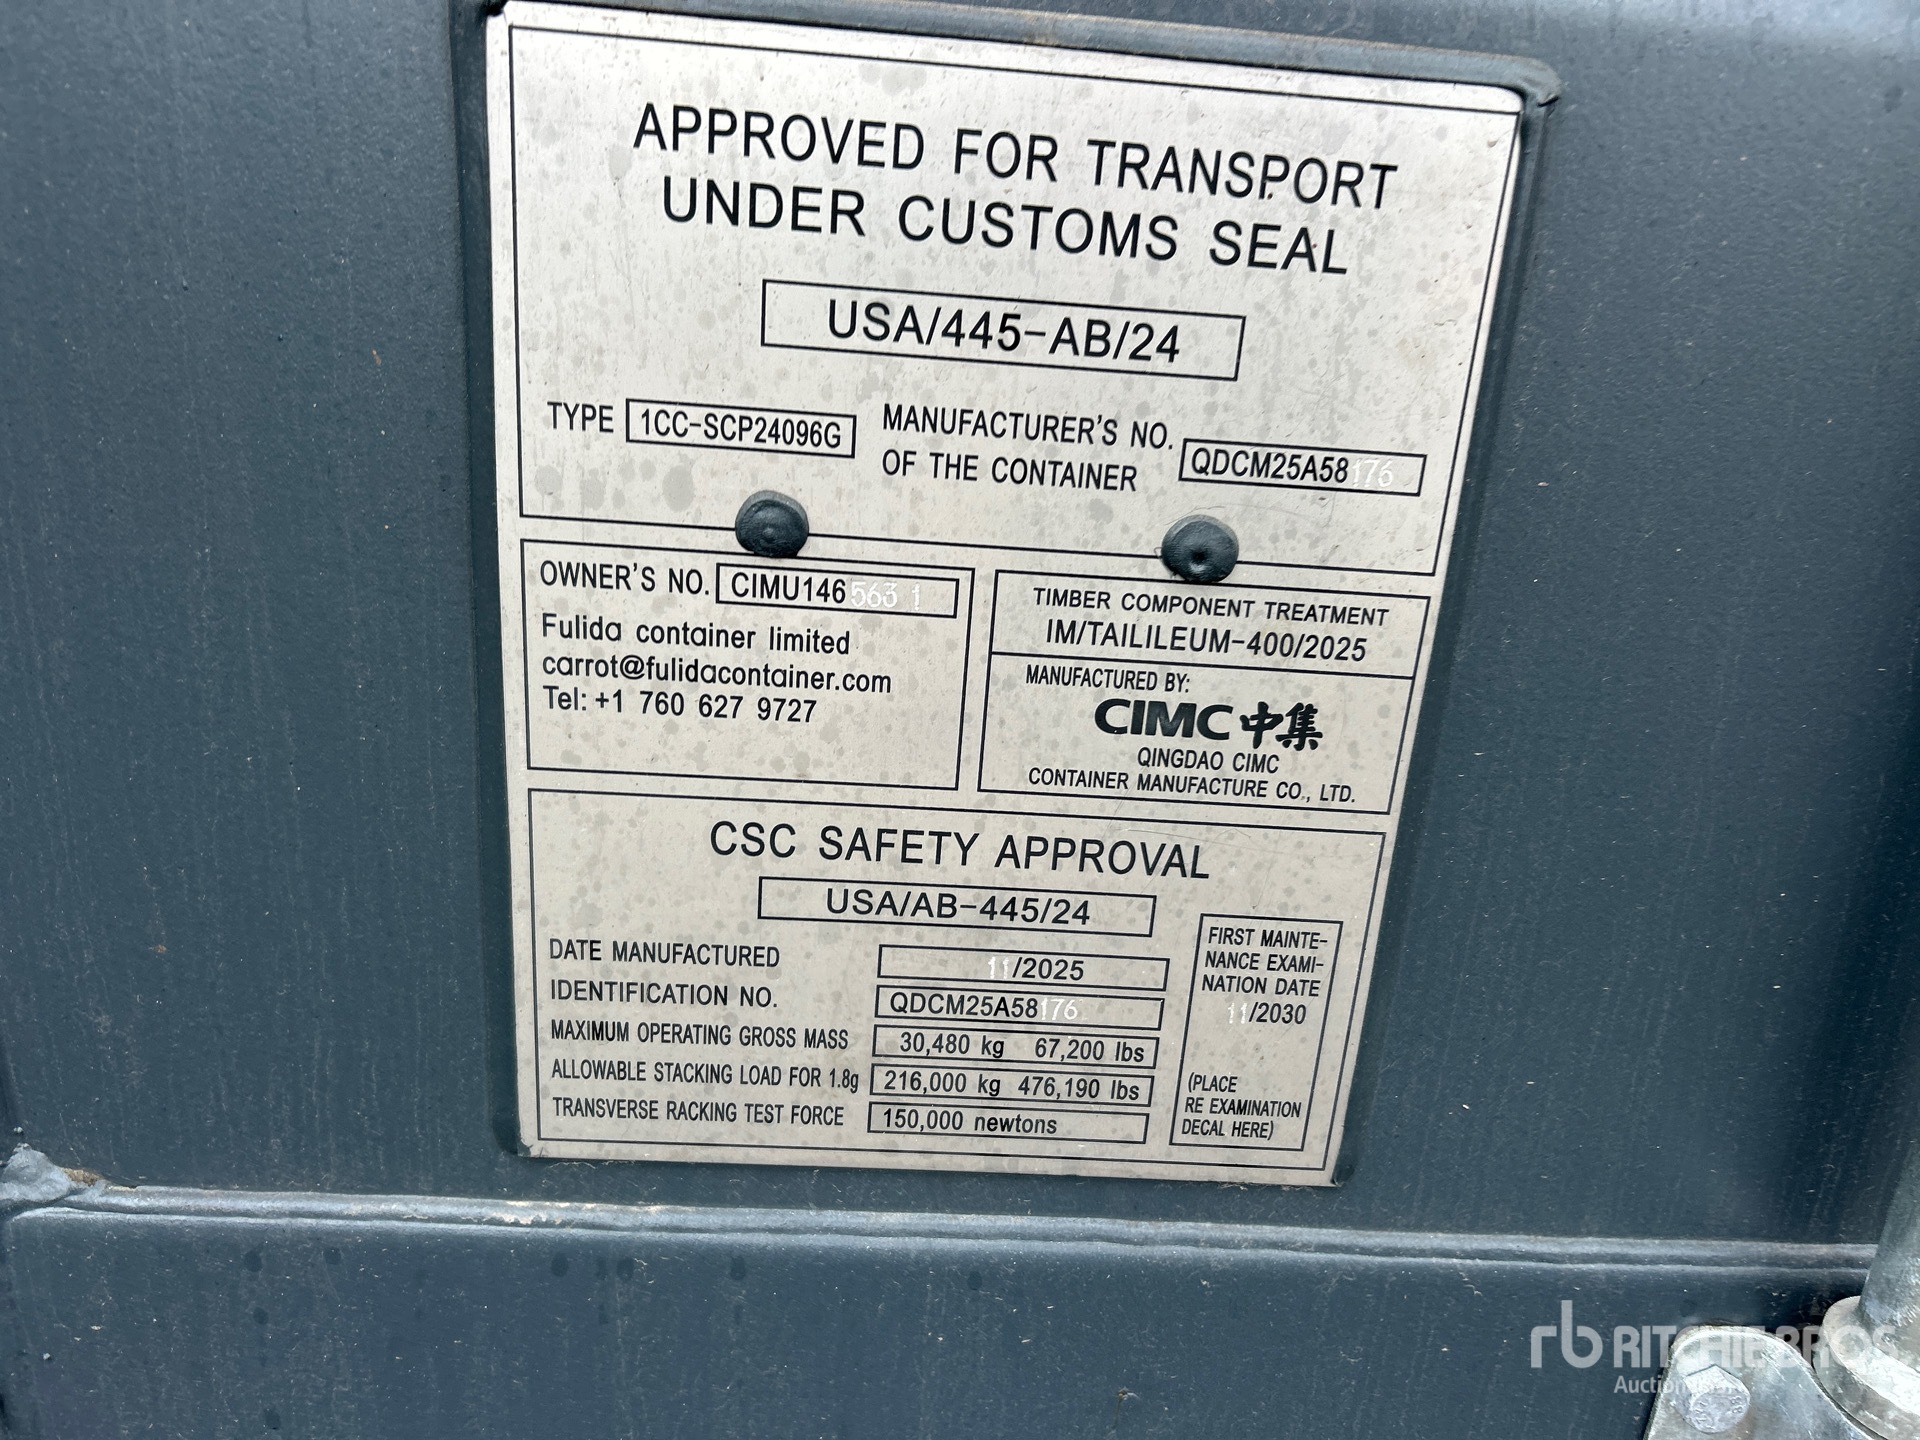 APPROVED FOR TRANSPORT
UNDER CUSTOMS SEAL
USA/445-AB/24
TYPE 1CC-SCP24096G
MANUFACTURER'S NO.
OF THE CONTAINER
QDCM25A58176
OWNER'S NO. CIMU146563 1
Fulida container limited
carrot@fulidacontainer.com
Tel: +1 760 627 9727
TIMBER COMPONENT TREATMENT
IM/TAILILEUM-400/2025
MANUFACTURED BY:
CIMC 中集
QINGDAO CIMC
CONTAINER MANUFACTURE CO., LTD.
CSC SAFETY APPROVAL
USA/AB-445/24
DATE MANUFACTURED 11/2025
IDENTIFICATION NO. QDCM25A58176
MAXIMUM OPERATING GROSS MASS 30,480 kg 67,200 lbs
ALLOWABLE STACKING LOAD FOR 1.8g 216,000 kg 476,190 lbs
TRANSVERSE RACKING TEST FORCE 150,000 newtons
FIRST MAINTE-
NANCE EXAMI-
NATION DATE
11/2030
(PLACE
RE EXAMINATION
DECAL HERE)
rb RITCHIE BROS